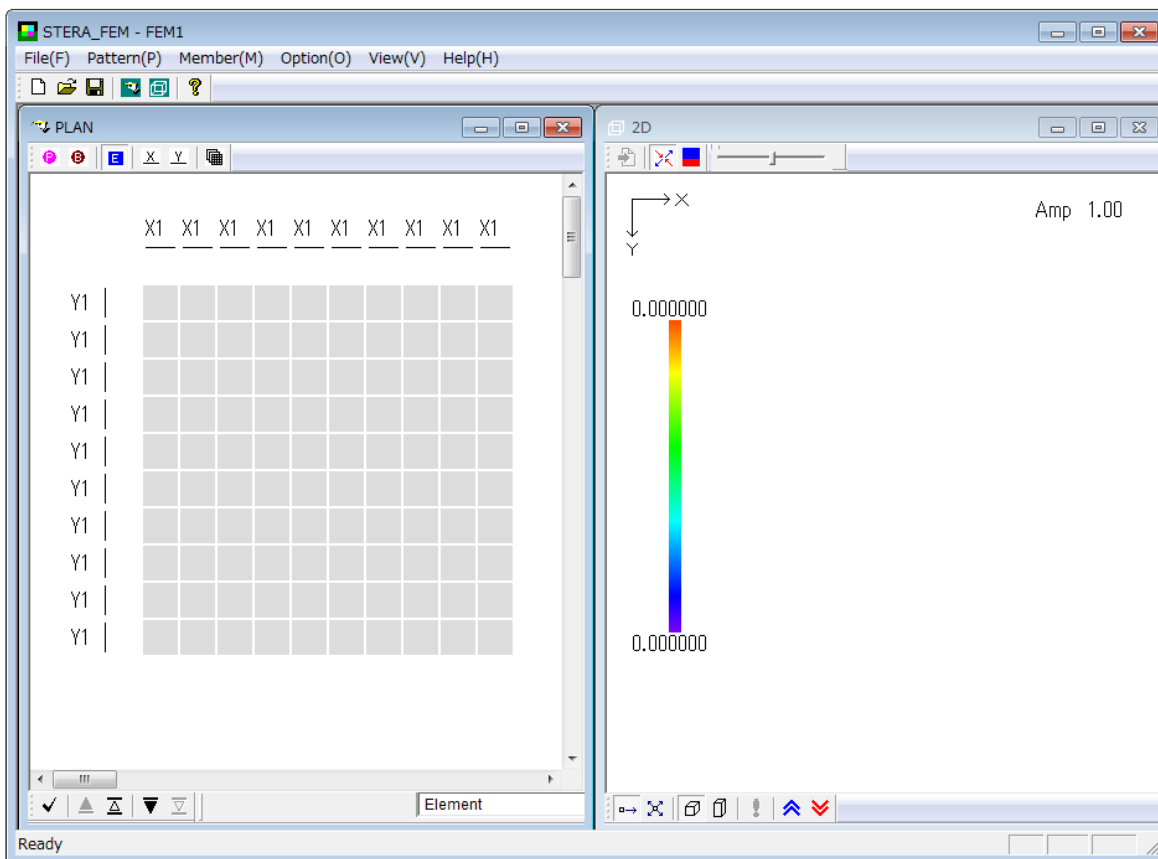 STERA_FEM - FEM1
File(F) Pattern(P) Member(M) Option(O) View(V) Help(H)
PLAN
P B E X Y
X1 X1 X1 X1 X1 X1 X1 X1 X1 X1
Y1
Y1
Y1
Y1
Y1
Y1
Y1
Y1
Y1
Y1
Element
2D
X
Y
Amp 1.00
0.000000
0.000000
Ready